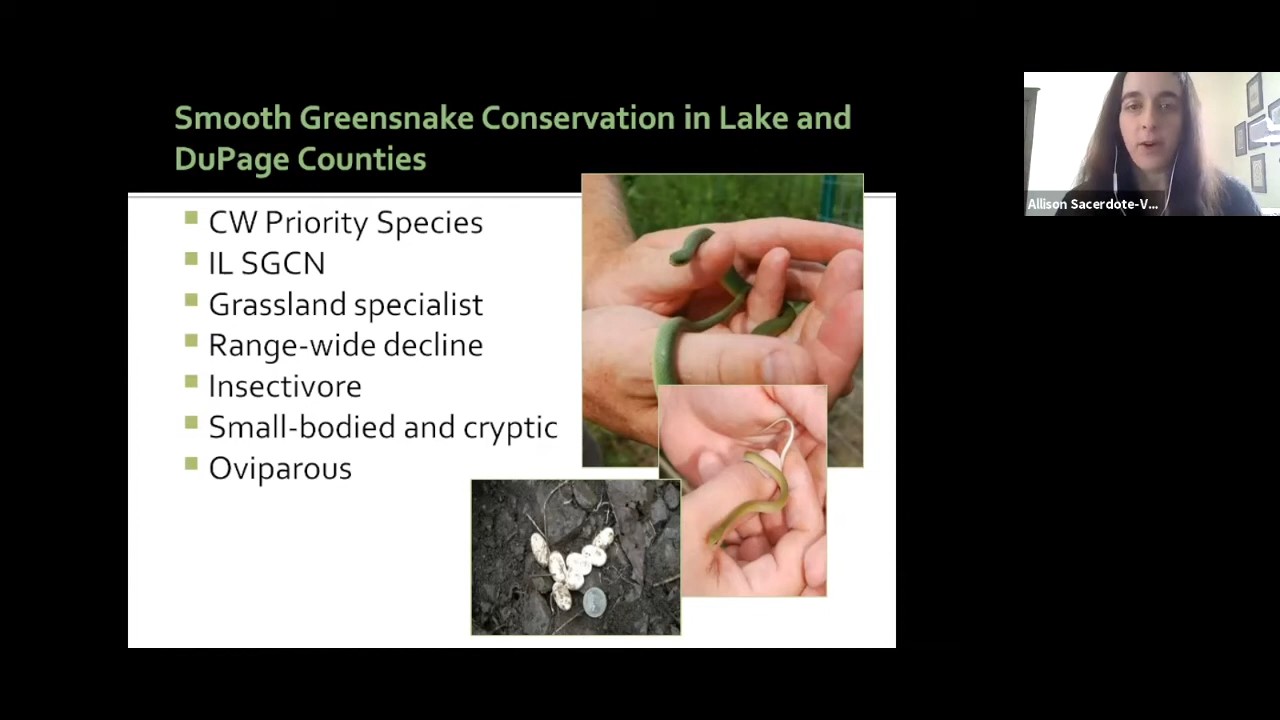 Smooth Greensnake Conservation in Lake and
DuPage Counties
CW Priority Species
IL SGCN
Grassland specialist
Range-wide decline
Insectivore
Small-bodied and cryptic
Oviparous
Allison Sacerdote-V...